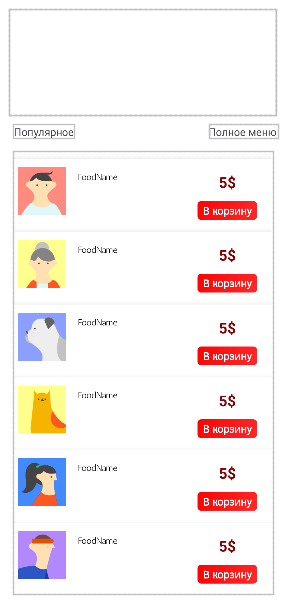 Популярное
Полное меню
FoodName
5$
В корзину
FoodName
5$
В корзину
FoodName
5$
В корзину
FoodName
5$
В корзину
FoodName
5$
В корзину
FoodName
5$
В корзину